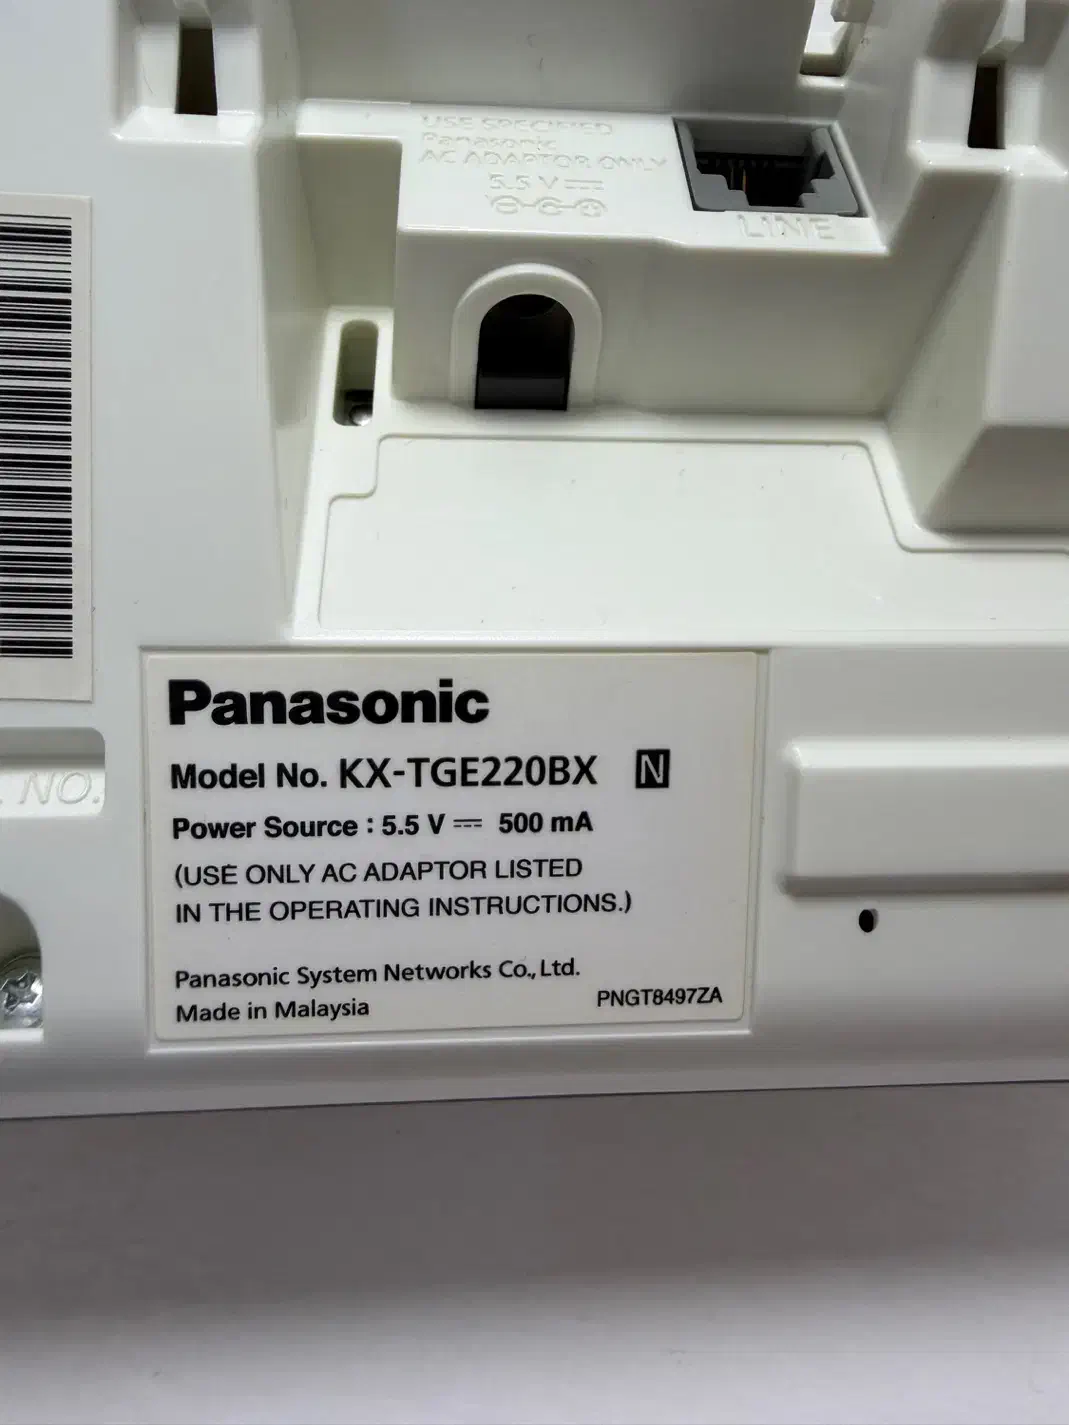 USE SPECIFIED
Panasonic
AC ADAPTOR ONLY
5.5 V
LINE
Panasonic
Model No. KX-TGE220BX N
Power Source : 5.5 V ⎓ 500 mA
(USE ONLY AC ADAPTOR LISTED
IN THE OPERATING INSTRUCTIONS.)
Panasonic System Networks Co., Ltd.
Made in Malaysia PNGT8497ZA
NO.